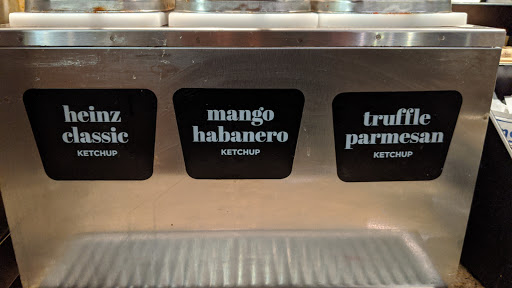 heinz
classic
KETCHUP
mango
habanero
KETCHUP
truffle
parmesan
KETCHUP